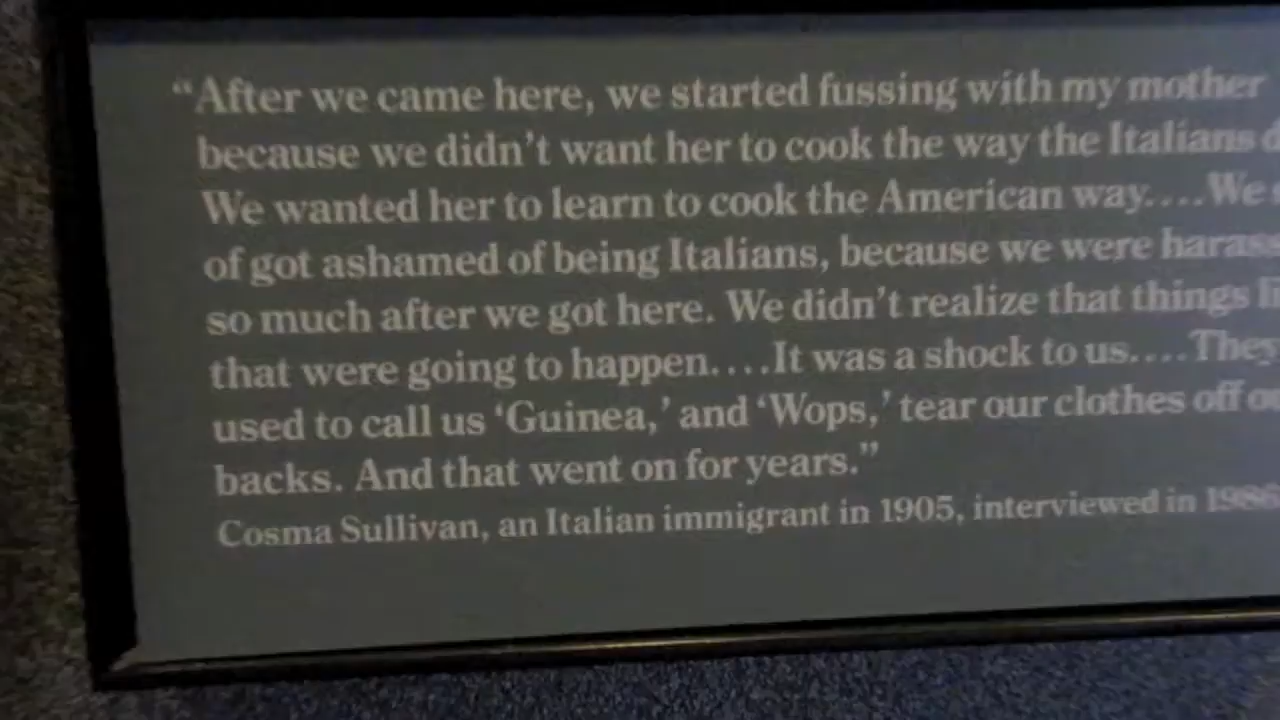 “After we came here, we started fussing with my mother
because we didn’t want her to cook the way the Italians
We wanted her to learn to cook the American way....We
of got ashamed of being Italians, because we were
so much after we got here. We didn’t realize that things
that were going to happen....It was a shock to us....They
used to call us ‘Guinea,’ and ‘Wops,’ tear our clothes off
backs. And that went on for years.”
Cosma Sullivan, an Italian immigrant in 1905, interviewed in